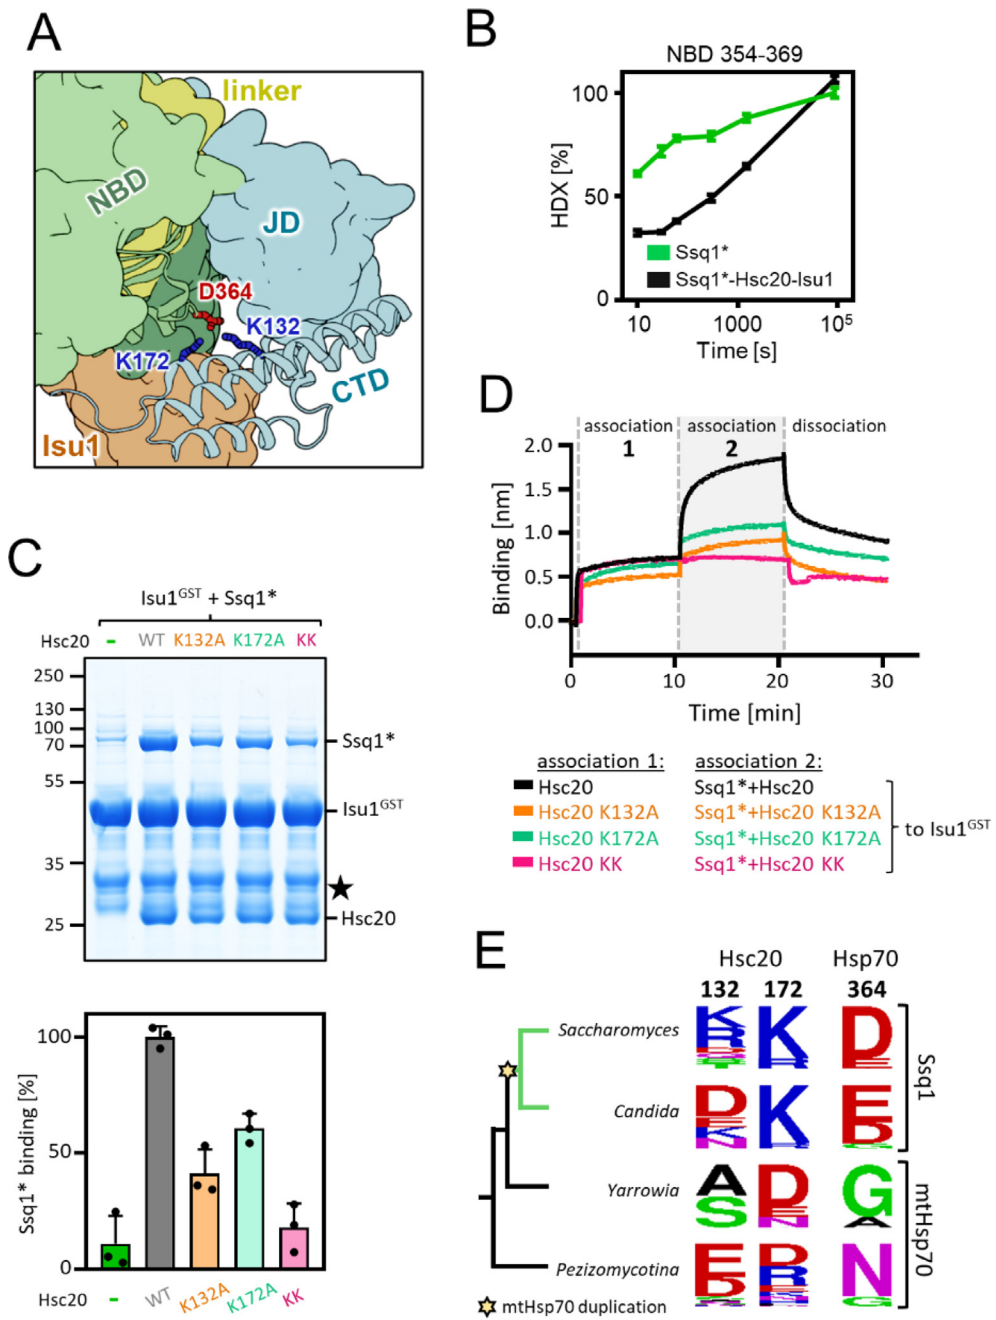 A
linker
NBD
JD
D364
K132
K172
CTD
Isu1
B
NBD 354-369
HDX [%]
100
50
0
Ssq1*
Ssq1*-Hsc20-Isu1
10 1000 10⁵
Time [s]
C
Isu1ᴳˢᵀ + Ssq1*
Hsc20 - WT K132A K172A KK
250
130
100
70
55
35
25
Ssq1*
Isu1ᴳˢᵀ
Hsc20
Ssq1* binding [%]
100
50
0
Hsc20 - WT K132A K172A KK
D
association association dissociation
1 2
Binding [nm]
2.0
1.5
1.0
0.5
0.0
0 10 20 30
Time [min]
association 1: association 2:
Hsc20 Ssq1*+Hsc20
Hsc20 K132A Ssq1*+Hsc20 K132A
Hsc20 K172A Ssq1*+Hsc20 K172A
Hsc20 KK Ssq1*+Hsc20 KK
to Isu1ᴳˢᵀ
E
Hsc20 Hsp70
132 172 364
Saccharomyces
Candida
Yarrowia
Pezizomycotina
Ssq1
mtHsp70
mtHsp70 duplication